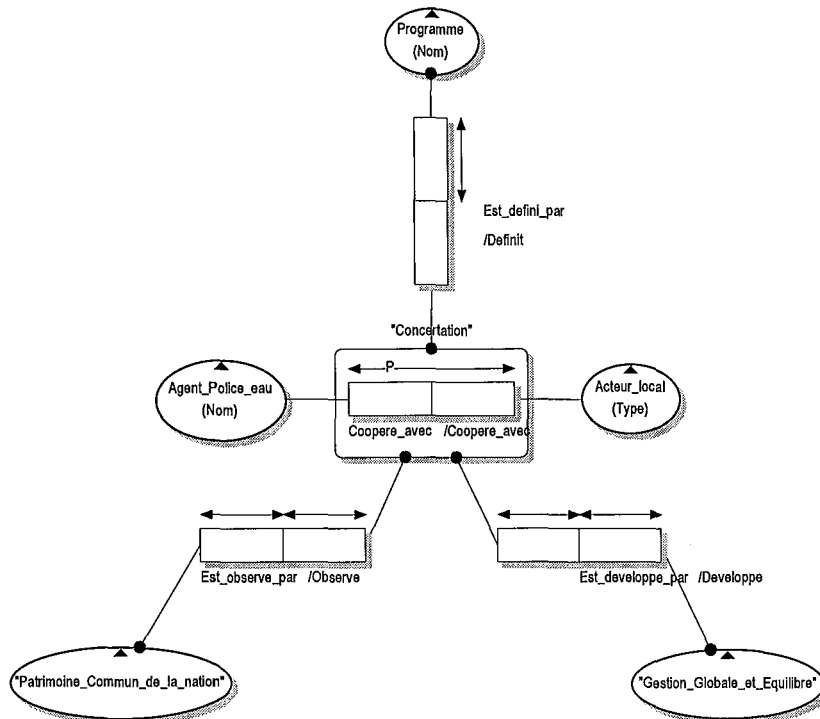 Programme
(Nom)
Est_defini_par
/Definit
"Concertation"
P
Agent_Police_eau
(Nom)
Acteur_local
(Type)
Coopere_avec /Coopere_avec
Est_observe_par /Observe
Est_developpe_par /Developpe
"Patrimoine_Commun_de_la_nation"
"Gestion_Globale_et_Equilibre"